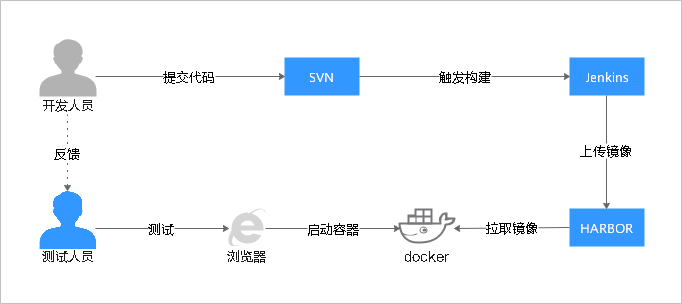 提交代码
SVN
触发构建
Jenkins
开发人员
反馈
上传镜像
测试
启动容器
拉取镜像
HARBOR
测试人员
浏览器
docker